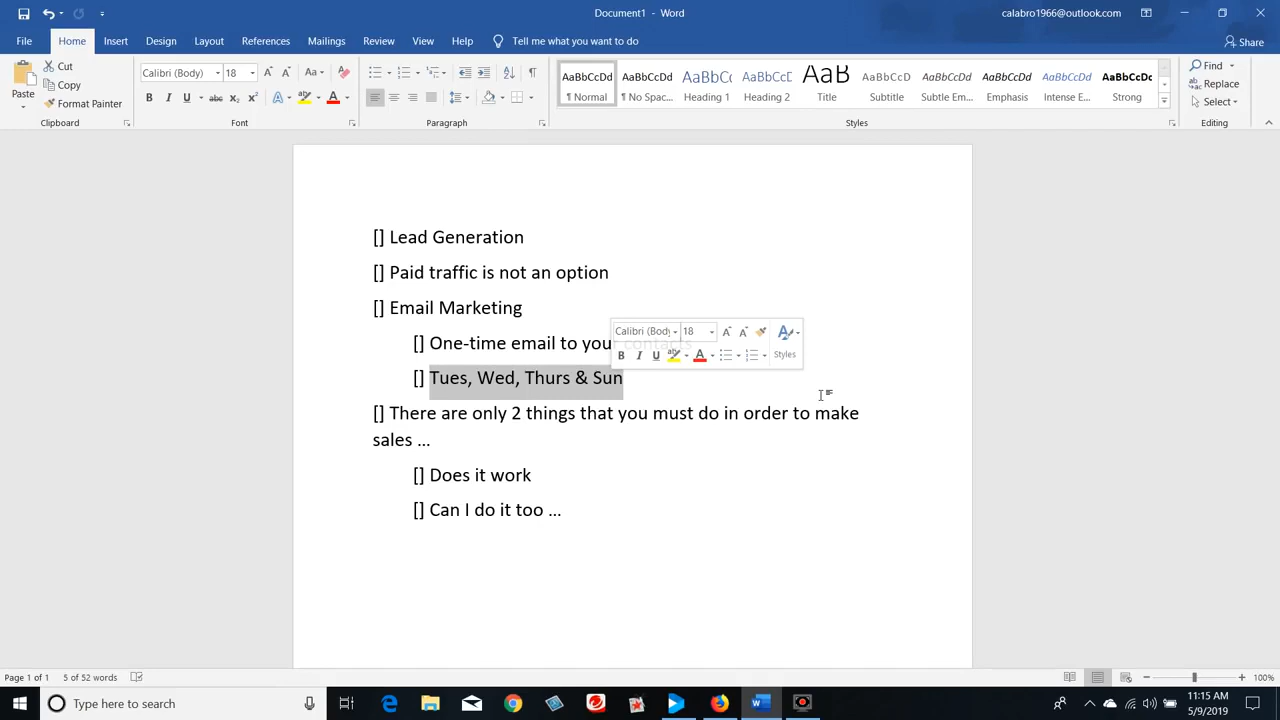 Document1 - Word
calabro1966@outlook.com
File Home Insert Design Layout References Mailings Review View Help Tell me what you want to do Share
Cut
Copy
Format Painter
Paste
Calibri (Body) 18
AaBbCcDd AaBbCcDd AaBbCc AaBbCcD AaB AaBbCcD AaBbCcDd AaBbCcDd AaBbCcDd AaBbCcDc
¶ Normal ¶ No Spac... Heading 1 Heading 2 Title Subtitle Subtle Em... Emphasis Intense E... Strong
Find
Replace
Select
Clipboard Font Paragraph Styles Editing
[] Lead Generation
[] Paid traffic is not an option
[] Email Marketing
[] One-time email to your contacts
Calibri (Body 18
Styles
[] Tues, Wed, Thurs & Sun
[] There are only 2 things that you must do in order to make
sales ...
[] Does it work
[] Can I do it too ...
Page 1 of 1 5 of 52 words 100%
Type here to search
11:15 AM
5/9/2019